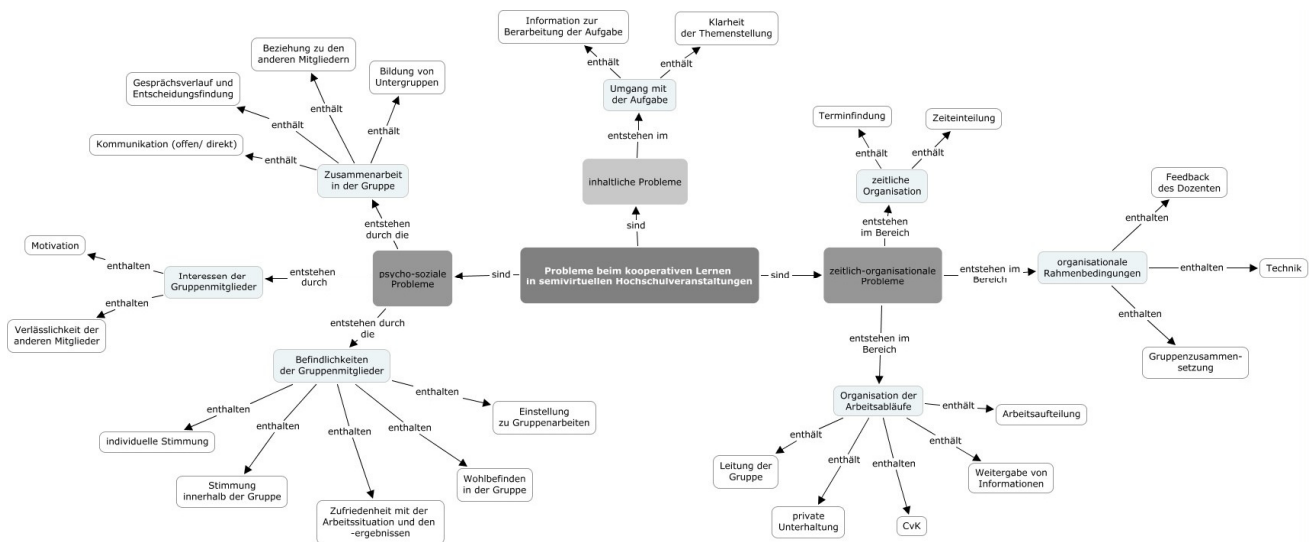 Information zur
Berarbeitung der Aufgabe
Klarheit
der Themenstellung
enthält
enthält
Umgang mit
der Aufgabe
entstehen im
inhaltliche Probleme
sind
Beziehung zu den
anderen Mitgliedern
Bildung von
Untergruppen
Gesprächsverlauf und
Entscheidungsfindung
Kommunikation (offen/ direkt)
enthält
enthält
enthält
enthält
Zusammenarbeit
in der Gruppe
entstehen
durch die
Motivation
enthalten
Interessen der
Gruppenmitglieder
entstehen
durch
enthalten
Verlässlichkeit der
anderen Mitglieder
psycho-soziale
Probleme
sind
Probleme beim kooperativen Lernen
in semivirtuellen Hochschulveranstaltungen
sind
zeitlich-organisationale
Probleme
entstehen durch
die
Befindlichkeiten
der Gruppenmitglieder
enthalten
enthalten
enthalten
enthalten
enthalten
individuelle Stimmung
Stimmung
innerhalb der Gruppe
Zufriedenheit mit der
Arbeitssituation und den
-ergebnissen
Wohlbefinden
in der Gruppe
Einstellung
zu Gruppenarbeiten
Terminfindung
Zeiteinteilung
enthält
enthält
zeitliche
Organisation
entstehen
im Bereich
entstehen im
Bereich
organisationale
Rahmenbedingungen
enthalten
Feedback
des Dozenten
enthalten
Technik
enthalten
Gruppenzusammen-
setzung
entstehen im
Bereich
Organisation der
Arbeitsabläufe
enthält
Arbeitsaufteilung
enthält
enthält
enthalten
enthält
Leitung der
Gruppe
private
Unterhaltung
CvK
Weitergabe von
Informationen